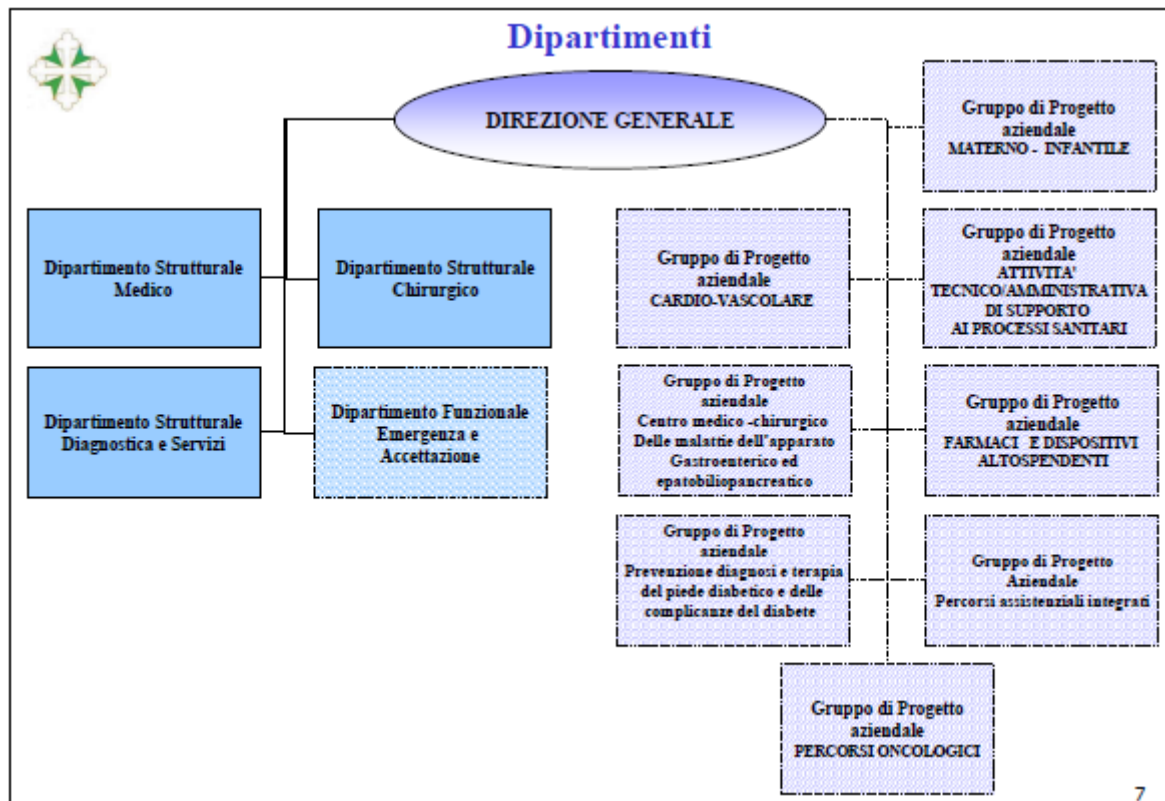 Dipartimenti
DIREZIONE GENERALE
Gruppo di Progetto
aziendale
MATERNO - INFANTILE
Dipartimento Strutturale
Medico
Dipartimento Strutturale
Chirurgico
Gruppo di Progetto
aziendale
CARDIO-VASCOLARE
Gruppo di Progetto
aziendale
ATTIVITA'
TECNICO/AMMINISTRATIVA
DI SUPPORTO
AI PROCESSI SANITARI
Dipartimento Strutturale
Diagnostica e Servizi
Dipartimento Funzionale
Emergenza e
Accettazione
Gruppo di Progetto
aziendale
Centro medico -chirurgico
Delle malattie dell'apparato
Gastroenterico ed
epatobiliopancreatico
Gruppo di Progetto
aziendale
FARMACI E DISPOSITIVI
ALTOSPENDENTI
Gruppo di Progetto
aziendale
Prevenzione diagnosi e terapia
del piede diabetico e delle
complicanze del diabete
Gruppo di Progetto
Aziendale
Percorsi assistenziali integrati
Gruppo di Progetto
aziendale
PERCORSI ONCOLOGICI
7